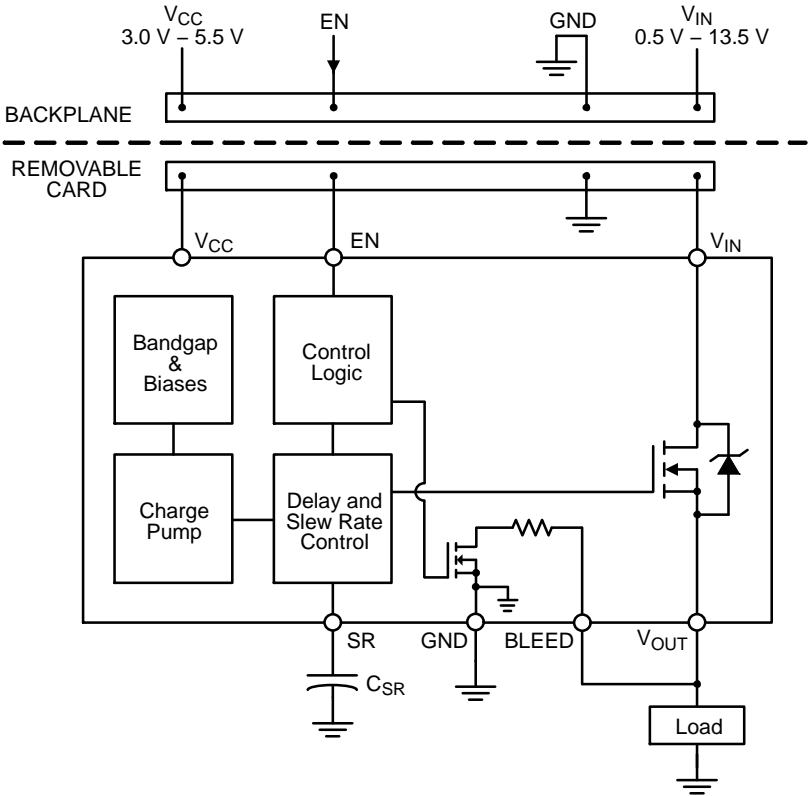 VCC
3.0 V – 5.5 V
EN
GND
VIN
0.5 V – 13.5 V
BACKPLANE
REMOVABLE
CARD
VCC
EN
VIN
Bandgap
&
Biases
Control
Logic
Charge
Pump
Delay and
Slew Rate
Control
SR
GND
BLEED
VOUT
CSR
Load